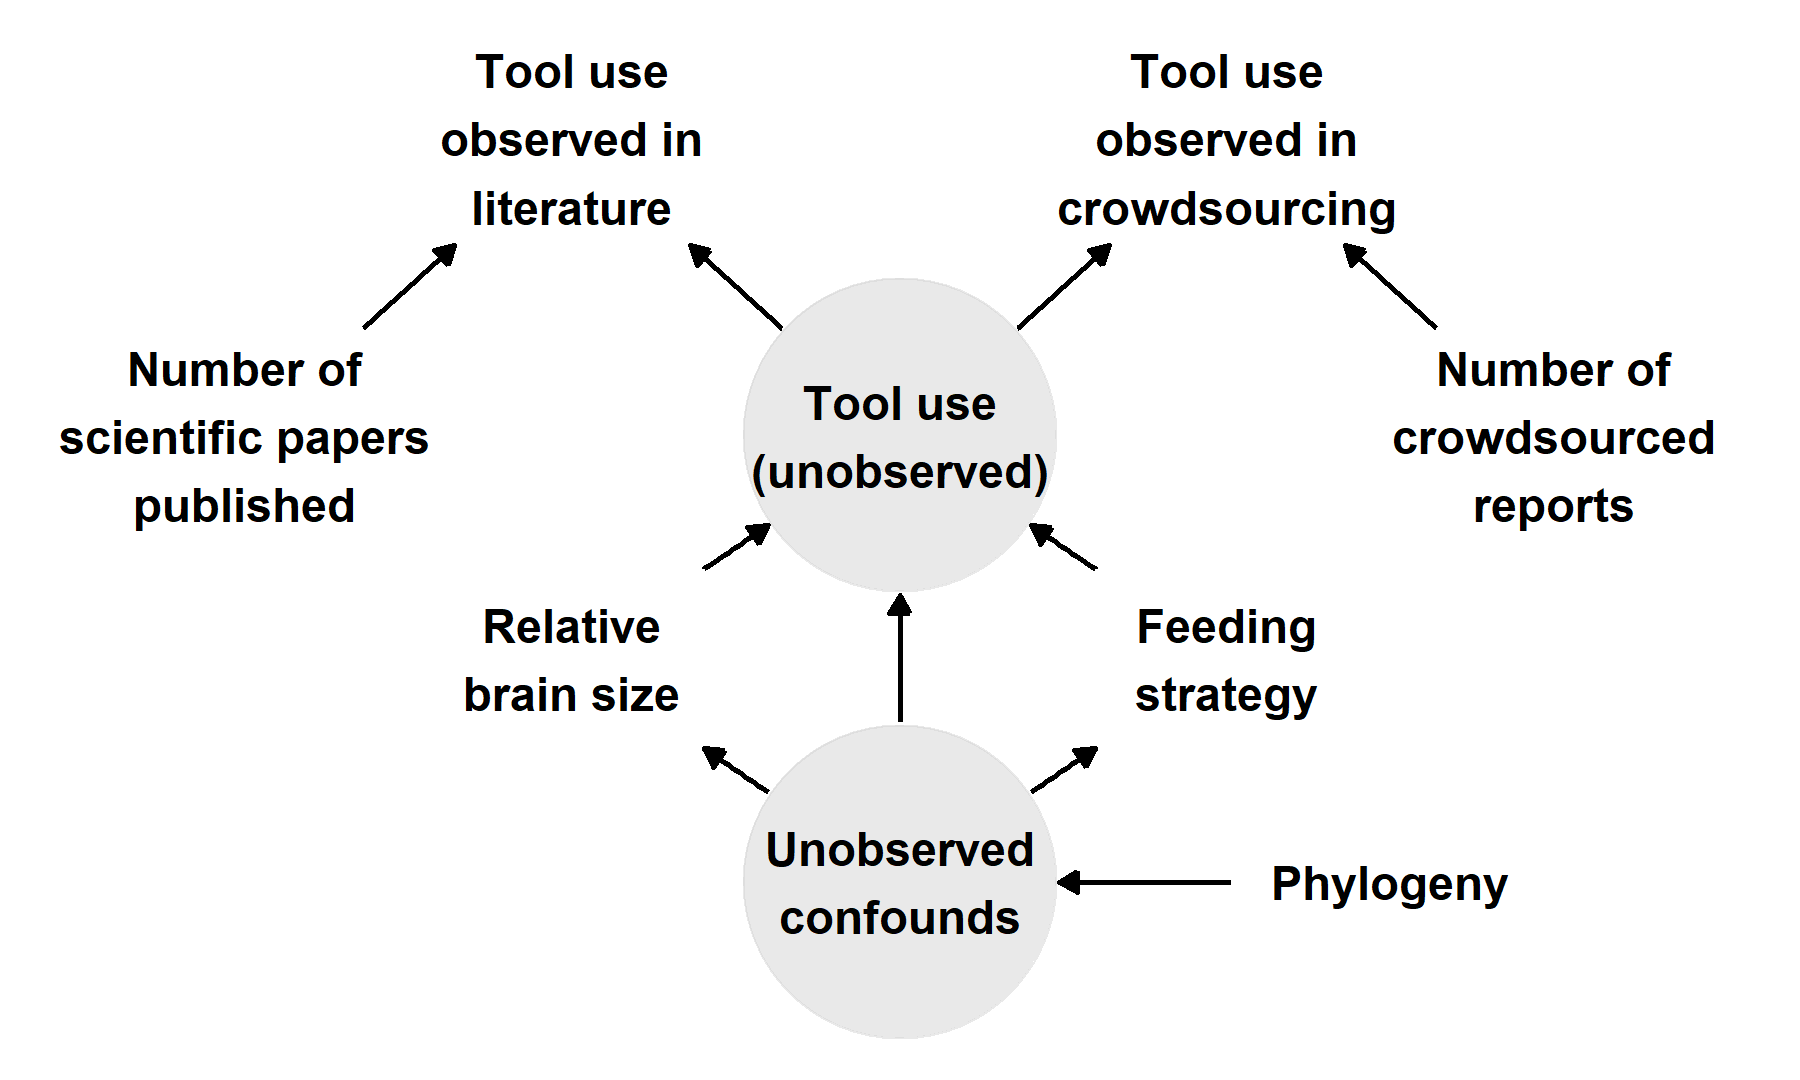 Tool use
observed in
literature
Tool use
observed in
crowdsourcing
Number of
scientific papers
published
Tool use
(unobserved)
Number of
crowdsourced
reports
Relative
brain size
Feeding
strategy
Unobserved
confounds
Phylogeny